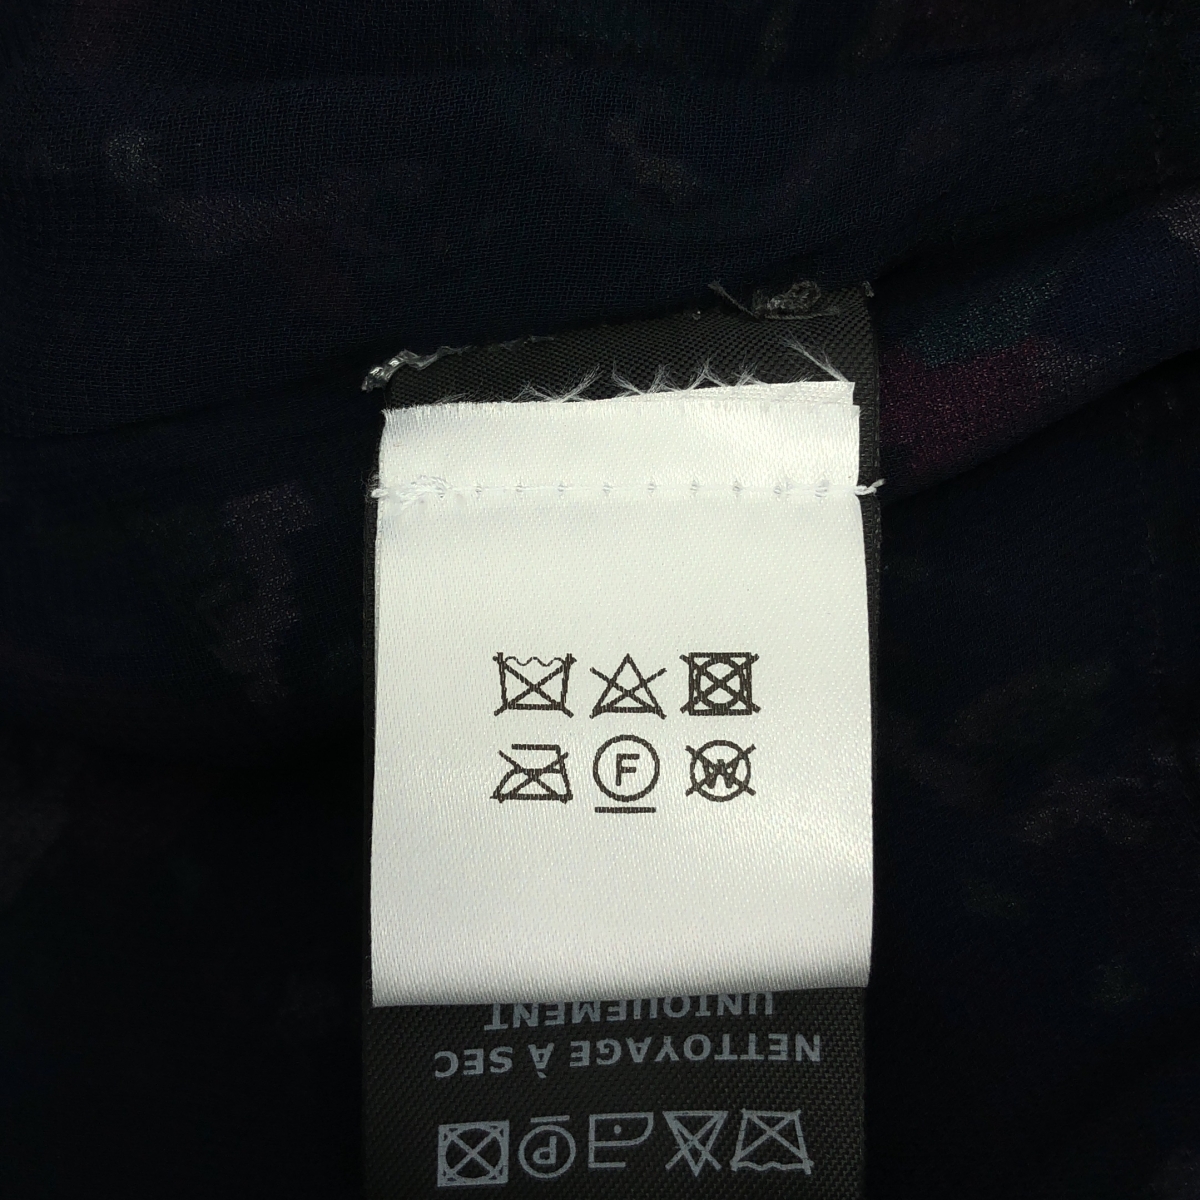 F W
UNIQUEMENT
NETTOYAGE À SEC
P